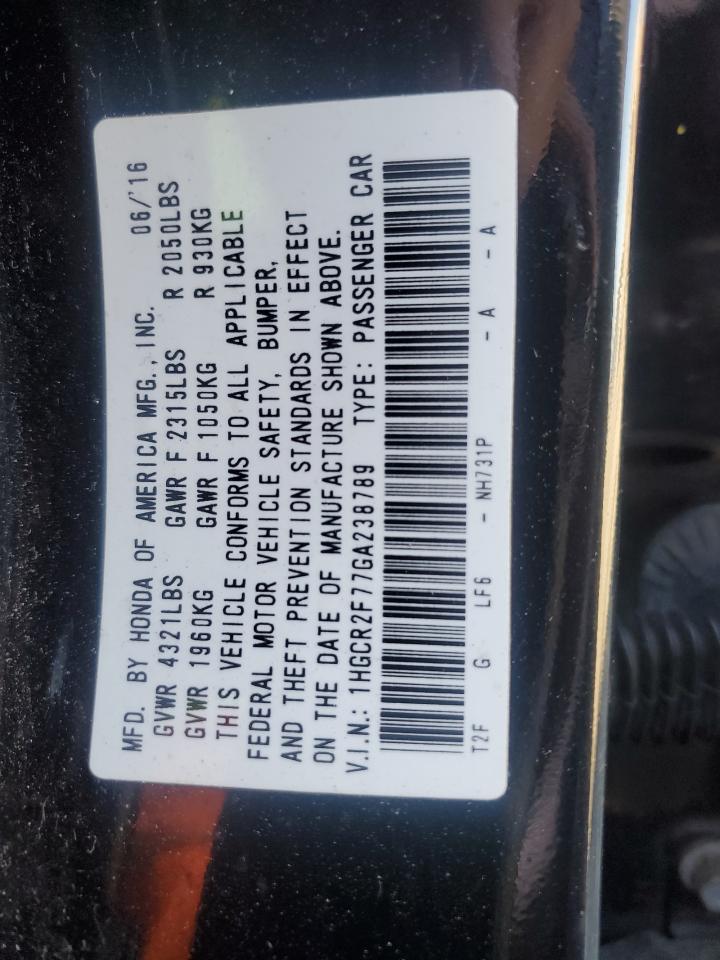 MFD. BY HONDA OF AMERICA MFG., INC. 06/'16
GVWR 4321LBS GAWR F 2315LBS R 2050LBS
GVWR 1960KG GAWR F 1050KG R 930KG
THIS VEHICLE CONFORMS TO ALL APPLICABLE
FEDERAL MOTOR VEHICLE SAFETY, BUMPER,
AND THEFT PREVENTION STANDARDS IN EFFECT
ON THE DATE OF MANUFACTURE SHOWN ABOVE.
V.I.N.: 1HGCR2F77GA238789 TYPE: PASSENGER CAR
T2F G LF6 - NH731P - A - A